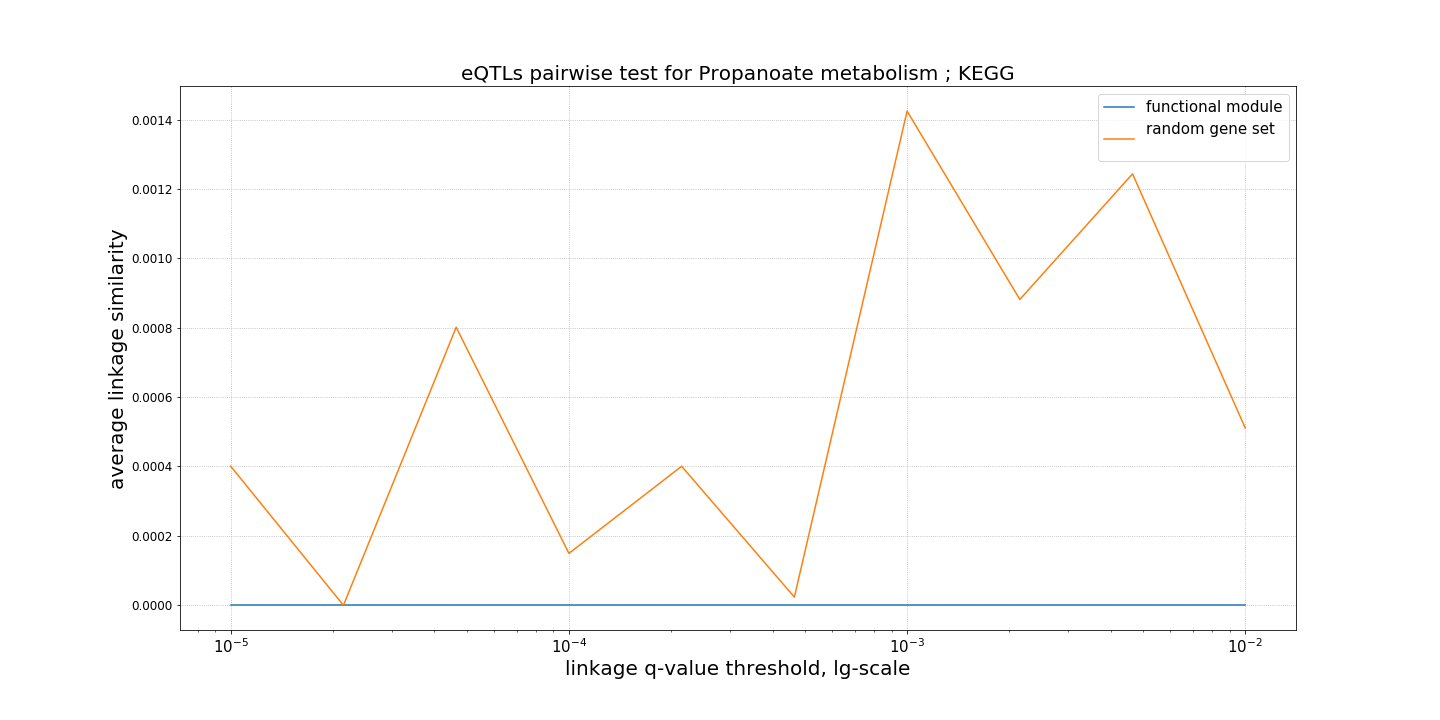 eQTLs pairwise test for Propanoate metabolism ; KEGG
functional module
random gene set
0.0014
0.0012
0.0010
0.0008
0.0006
0.0004
0.0002
0.0000
average linkage similarity
10⁻⁵
10⁻⁴
10⁻³
10⁻²
linkage q-value threshold, lg-scale